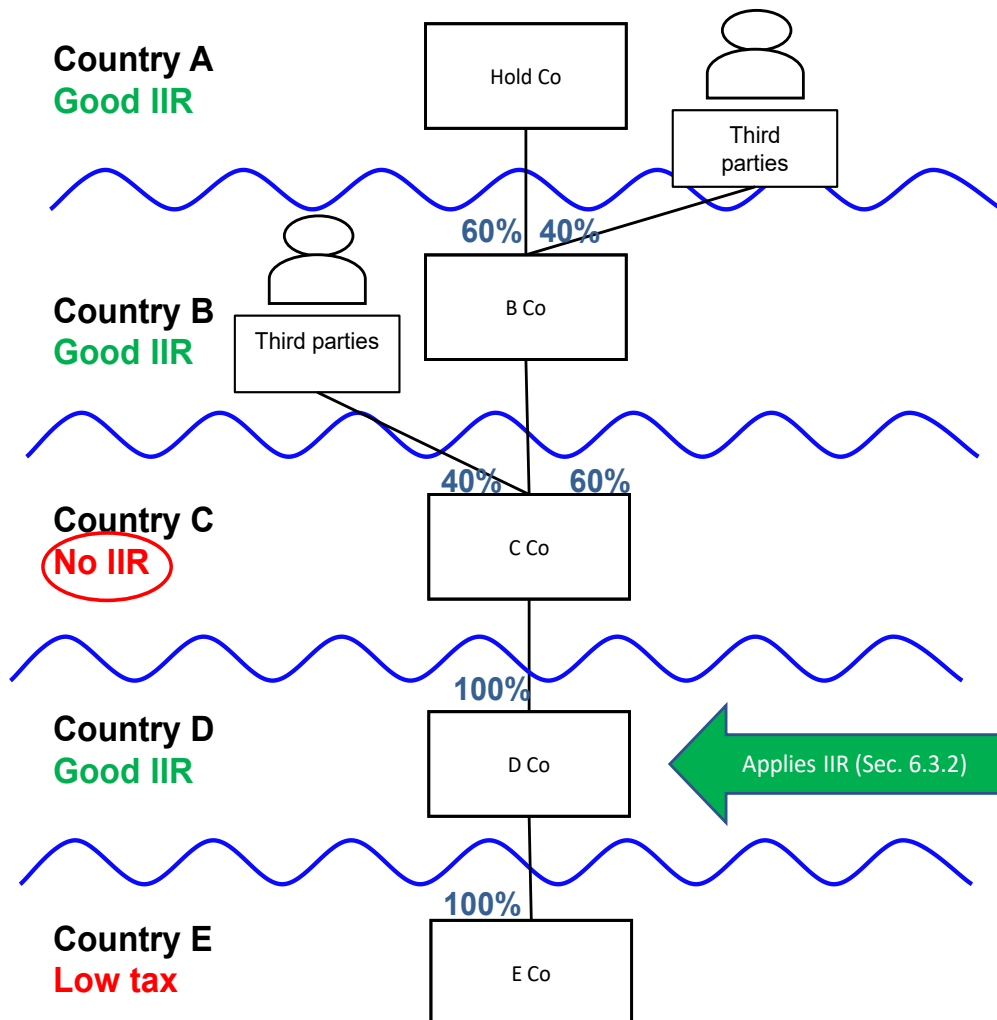 Country A
Good IIR
Hold Co
Third
parties
60%
40%
Country B
Good IIR
Third parties
B Co
40%
60%
Country C
No IIR
C Co
100%
Country D
Good IIR
D Co
Applies IIR (Sec. 6.3.2)
100%
Country E
Low tax
E Co